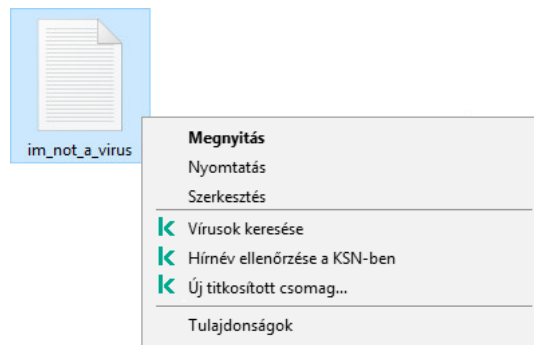 im_not_a_virus
Megnyitás
Nyomtatás
Szerkesztés
Vírusok keresése
Hírnév ellenőrzése a KSN-ben
Új titkosított csomag...
Tulajdonságok